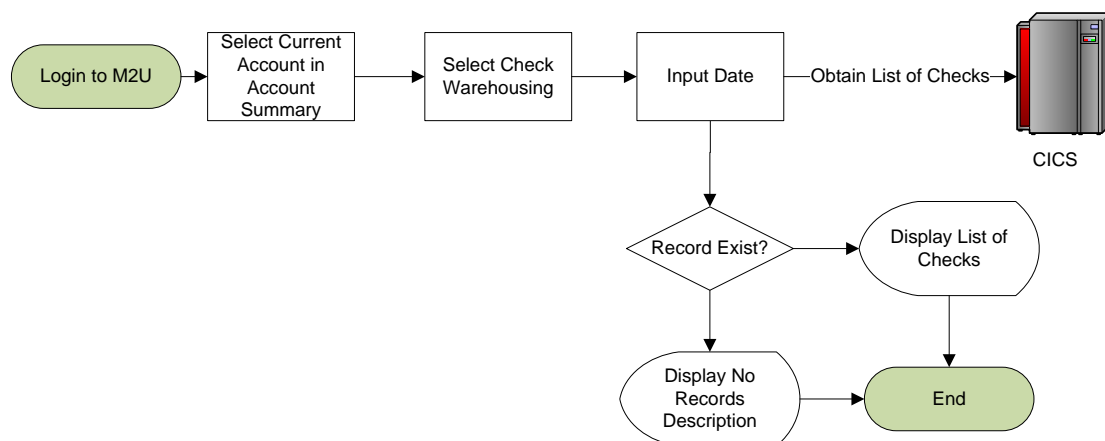 Login to M2U
Select Current
Account in
Account
Summary
Select Check
Warehousing
Input Date
Obtain List of Checks
CICS
Record Exist?
Display List of
Checks
Display No
Records
Description
End